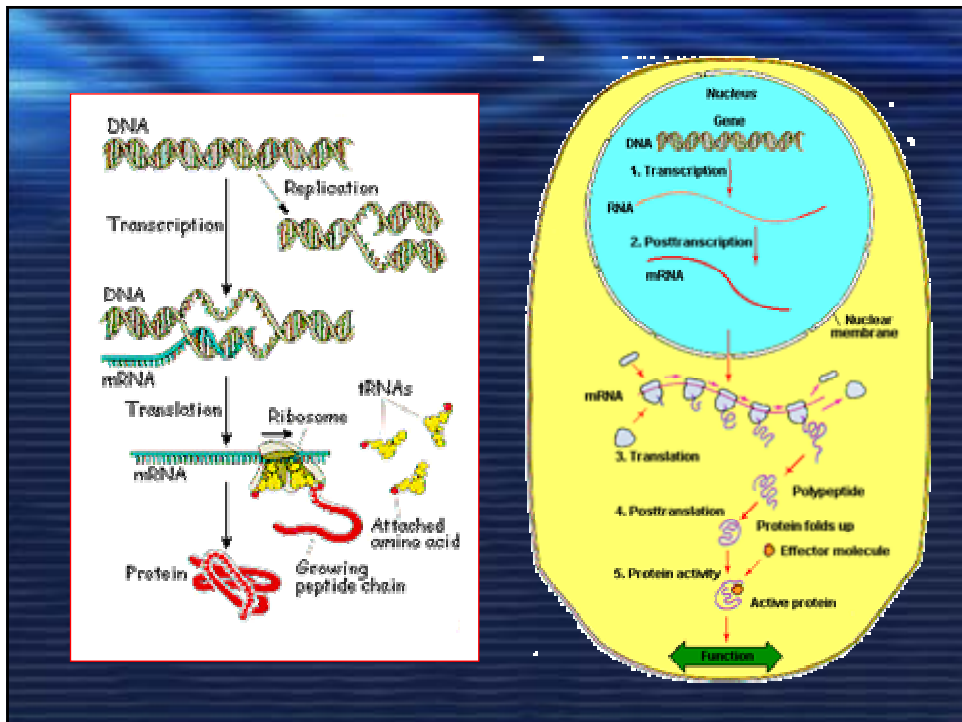 DNA
Replication
Transcription
DNA
mRNA
Translation
tRNAs
Ribosome
mRNA
Attached
amino acid
Growing
peptide chain
Protein
Nucleus
Gene
DNA
1. Transcription
RNA
2. Posttranscription
mRNA
Nuclear
membrane
mRNA
3. Translation
Polypeptide
4. Posttranslation
Protein folds up
Effector molecule
5. Protein activity
Active protein
Function